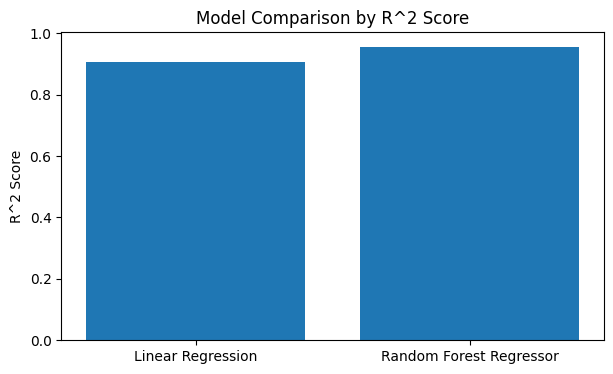 Model Comparison by R^2 Score
R^2 Score
1.0
0.8
0.6
0.4
0.2
0.0
Linear Regression
Random Forest Regressor